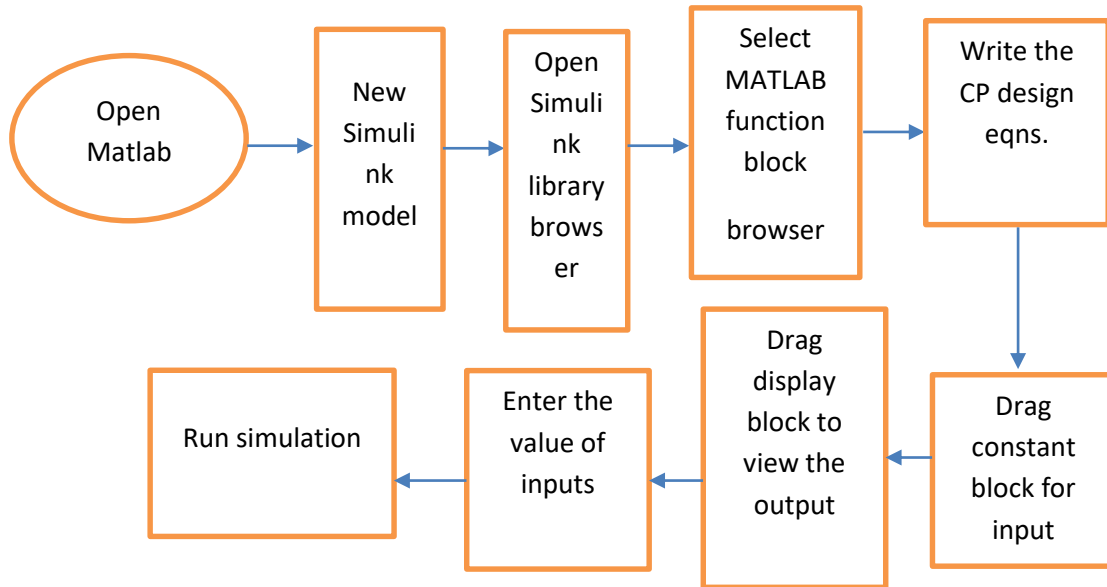 Open
Matlab
New
Simuli
nk
model
Open
Simuli
nk
library
brows
er
Select
MATLAB
function
block
browser
Write the
CP design
eqns.
Drag
constant
block for
input
Drag
display
block to
view the
output
Enter the
value of
inputs
Run simulation